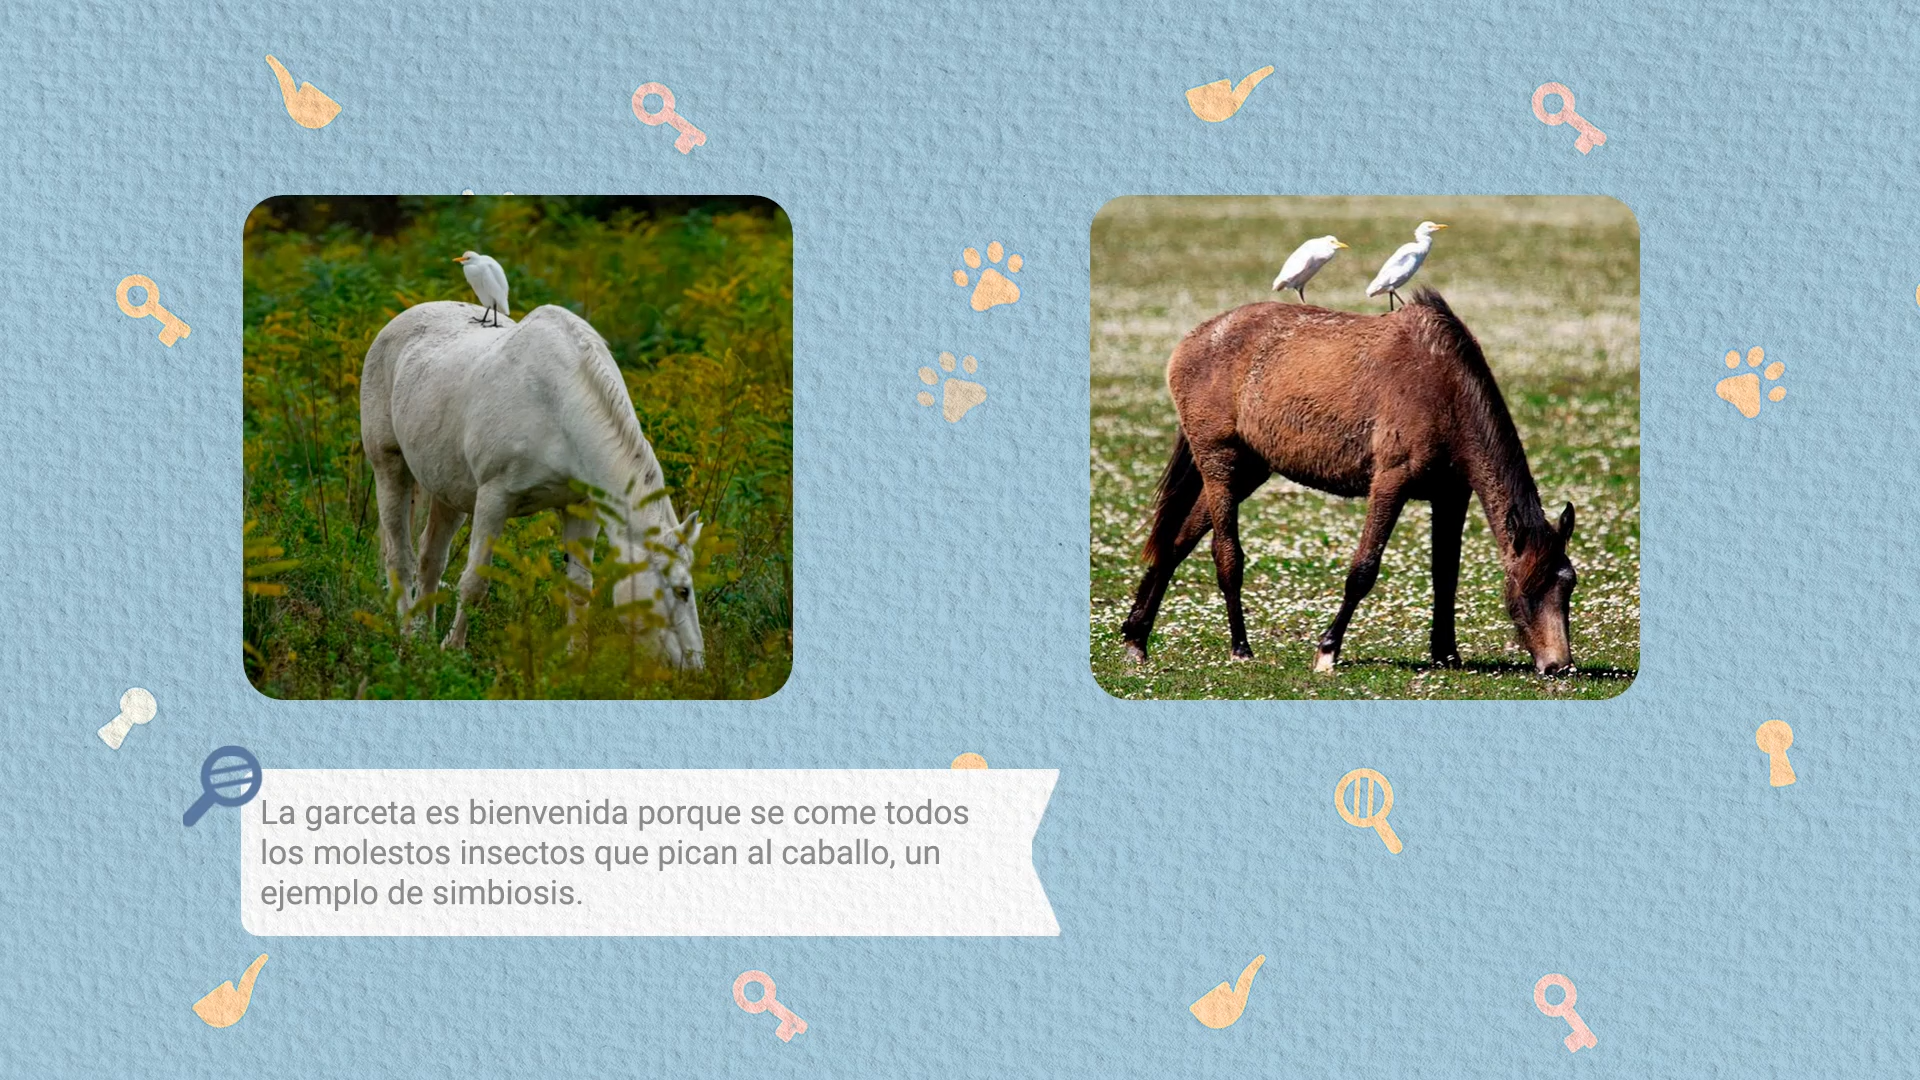 La garceta es bienvenida porque se come todos
los molestos insectos que pican al caballo, un
ejemplo de simbiosis.